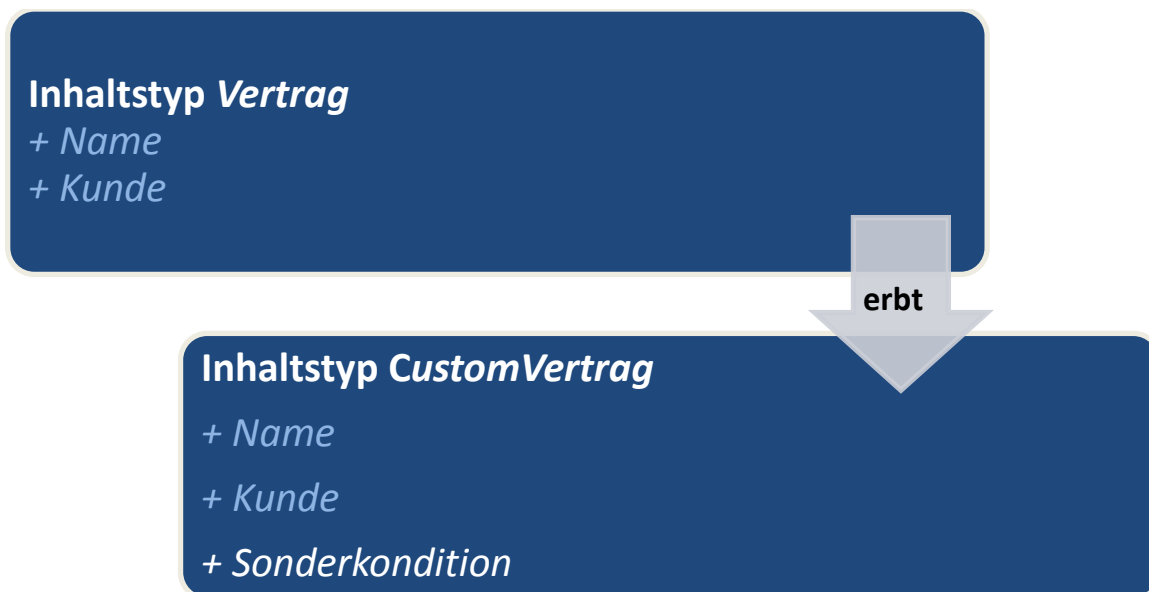 Inhaltstyp Vertrag
+ Name
+ Kunde
erbt
Inhaltstyp CustomVertrag
+ Name
+ Kunde
+ Sonderkondition